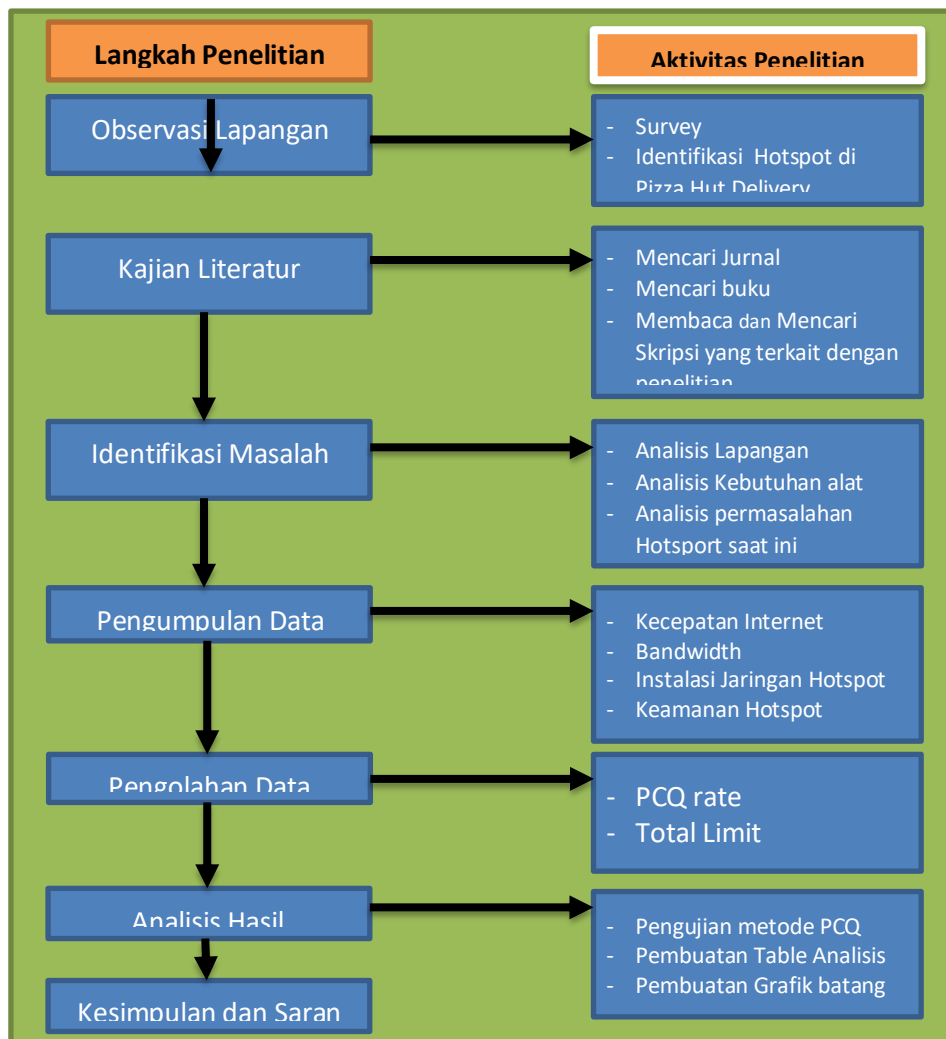 Langkah Penelitian
Aktivitas Penelitian
Observasi Lapangan
- Survey
- Identifikasi Hotspot di
Pizza Hut Delivery
Kajian Literatur
- Mencari Jurnal
- Mencari buku
- Membaca dan Mencari
Skripsi yang terkait dengan
penelitian
Identifikasi Masalah
- Analisis Lapangan
- Analisis Kebutuhan alat
- Analisis permasalahan
Hotsport saat ini
Pengumpulan Data
- Kecepatan Internet
- Bandwidth
- Instalasi Jaringan Hotspot
- Keamanan Hotspot
Pengolahan Data
- PCQ rate
- Total Limit
Analisis Hasil
- Pengujian metode PCQ
- Pembuatan Table Analisis
- Pembuatan Grafik batang
Kesimpulan dan Saran